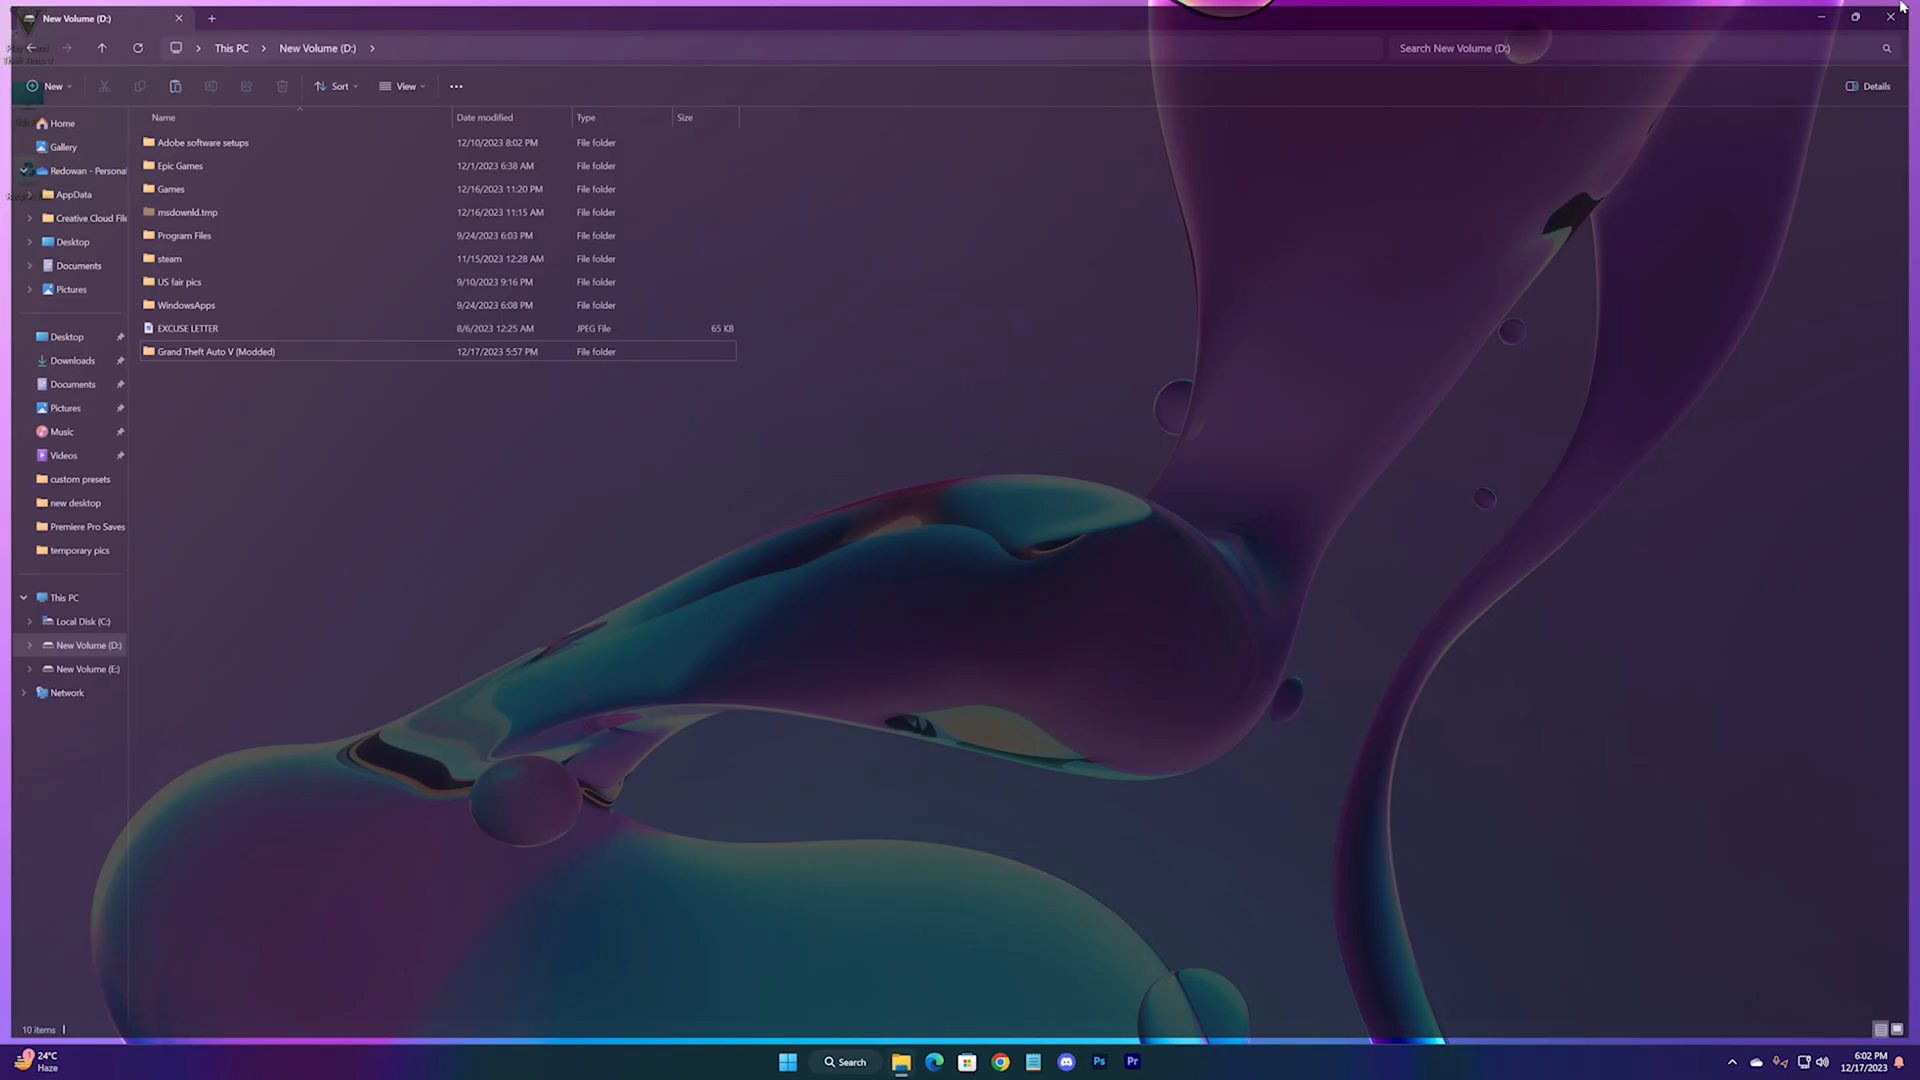 New Volume (D:)
This PC > New Volume (D:) >
Search New Volume (D:)
New
Sort
View
Details
Name Date modified Type Size
Adobe software setups 12/10/2023 8:02 PM File folder
Epic Games 12/1/2023 6:38 AM File folder
Games 12/16/2023 11:20 PM File folder
msdownld.tmp 12/16/2023 11:15 AM File folder
Program Files 9/24/2023 6:03 PM File folder
steam 11/15/2023 12:28 AM File folder
US fair pics 9/10/2023 9:16 PM File folder
WindowsApps 9/24/2023 6:08 PM File folder
EXCUSE LETTER 8/6/2023 12:25 AM JPEG File 65 KB
Grand Theft Auto V (Modded) 12/17/2023 5:57 PM File folder
Home
Gallery
Redowan - Persona
AppData
Creative Cloud File
Desktop
Documents
Pictures
Desktop
Downloads
Documents
Pictures
Music
Videos
custom presets
new desktop
Premiere Pro Saves
temporary pics
This PC
Local Disk (C:)
New Volume (D:)
New Volume (E:)
Network
10 items
24°C
Haze
Search
Ps
Pr
6:02 PM
12/17/2023